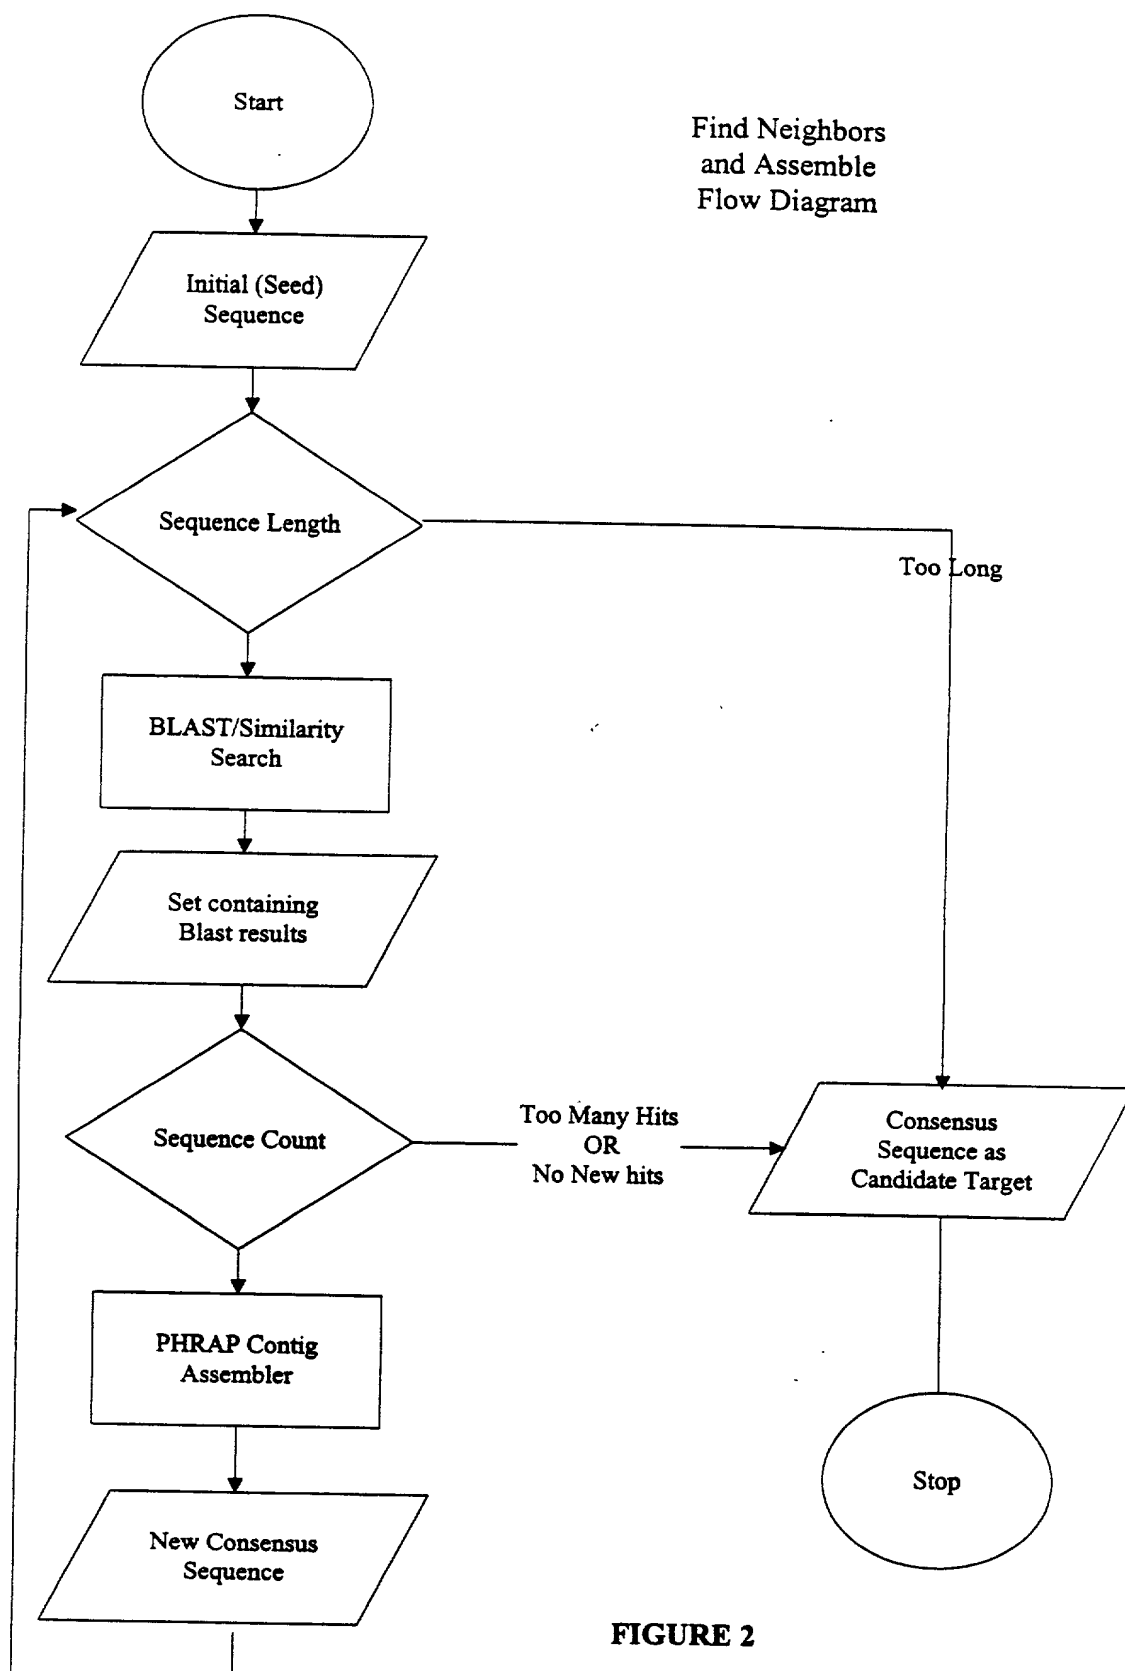 Start
Find Neighbors
and Assemble
Flow Diagram
Initial (Seed)
Sequence
Sequence Length
Too Long
BLAST/Similarity
Search
Set containing
Blast results
Sequence Count
Too Many Hits
OR
No New hits
Consensus
Sequence as
Candidate Target
PHRAP Contig
Assembler
Stop
New Consensus
Sequence
FIGURE 2